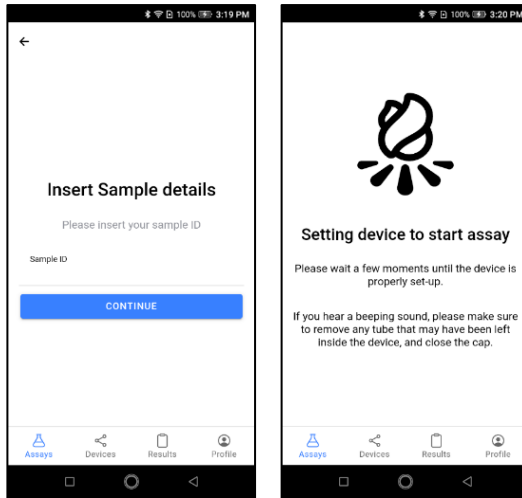 100% 3:19 PM
Insert Sample details
Please insert your sample ID
Sample ID
CONTINUE
Assays Devices Results Profile
100% 3:20 PM
Setting device to start assay
Please wait a few moments until the device is
properly set-up.
If you hear a beeping sound, please make sure
to remove any tube that may have been left
inside the device, and close the cap.
Assays Devices Results Profile